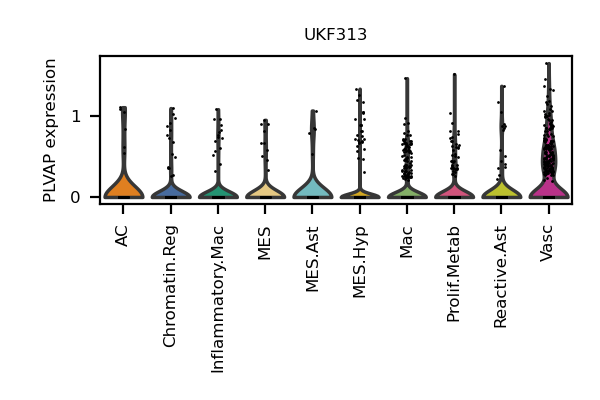 UKF313
PLVAP expression
1
0
AC
Chromatin.Reg
Inflammatory.Mac
MES
MES.Ast
MES.Hyp
Mac
Prolif.Metab
Reactive.Ast
Vasc